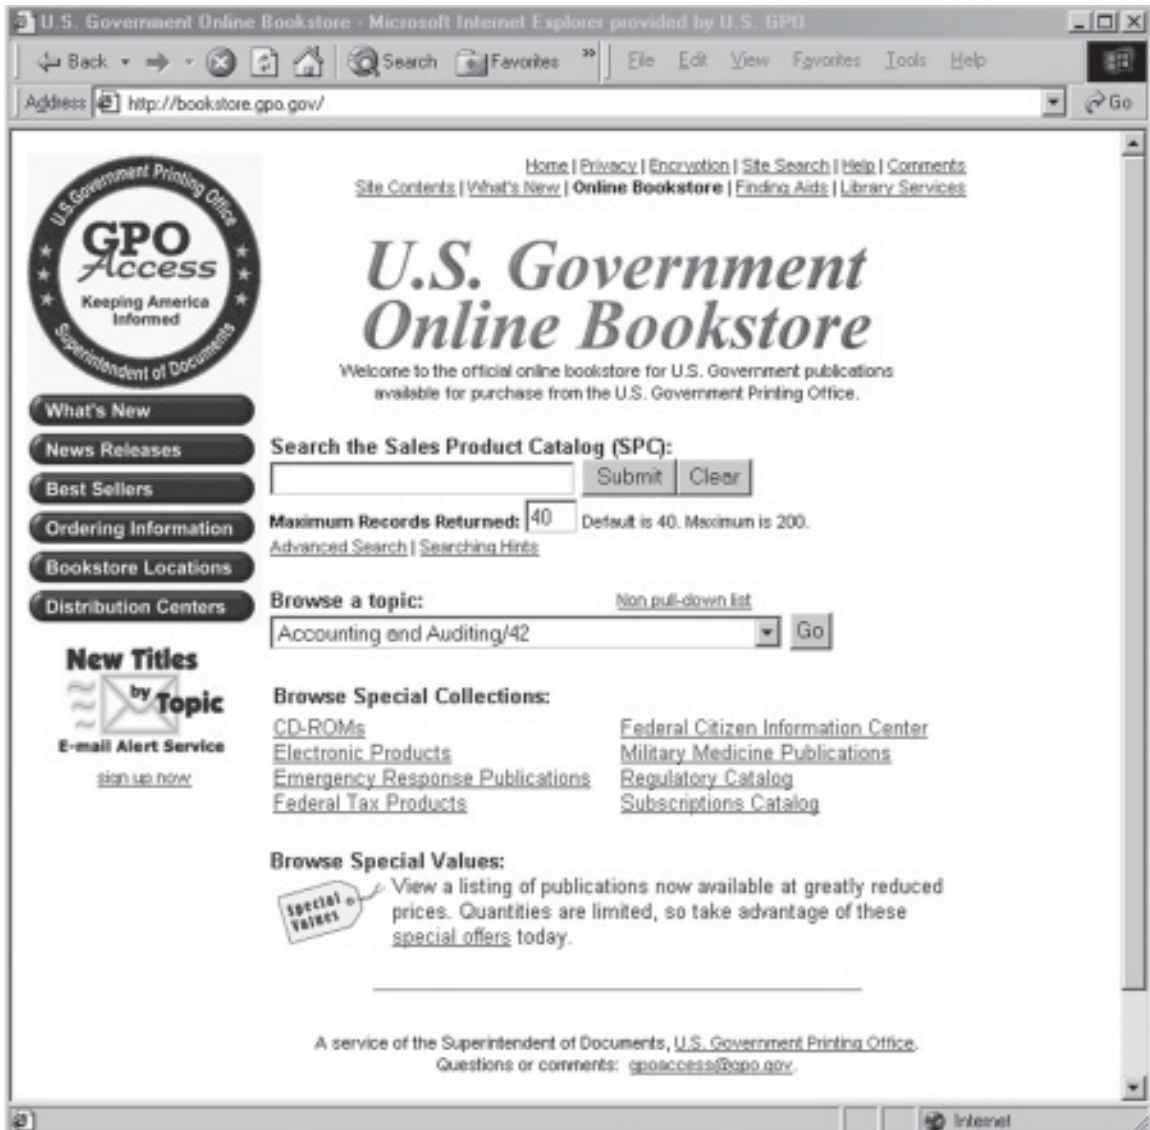 U.S. Government Online Bookstore - Microsoft Internet Explorer provided by U.S. GPO
Back Search Favorites » File Edit View Favorites Tools Help
Address http://bookstore.gpo.gov/ Go
U.S. Government Printing Office
GPO
Access
Keeping America
Informed
Superintendent of Documents
Home | Privacy | Encryption | Site Search | Help | Comments
Site Contents | What's New | Online Bookstore | Finding Aids | Library Services
U.S. Government
Online Bookstore
Welcome to the official online bookstore for U.S. Government publications
available for purchase from the U.S. Government Printing Office.
What's New
News Releases
Best Sellers
Ordering Information
Bookstore Locations
Distribution Centers
New Titles
by Topic
E-mail Alert Service
sign up now
Search the Sales Product Catalog (SPC):
Submit Clear
Maximum Records Returned: 40 Default is 40. Maximum is 200.
Advanced Search | Searching Hints
Browse a topic: Non pull-down list
Accounting and Auditing/42 Go
Browse Special Collections:
CD-ROMs Federal Citizen Information Center
Electronic Products Military Medicine Publications
Emergency Response Publications Regulatory Catalog
Federal Tax Products Subscriptions Catalog
Browse Special Values:
Special
Values
View a listing of publications now available at greatly reduced
prices. Quantities are limited, so take advantage of these
special offers today.
A service of the Superintendent of Documents, U.S. Government Printing Office.
Questions or comments: gpoaccess@gpo.gov.
Internet